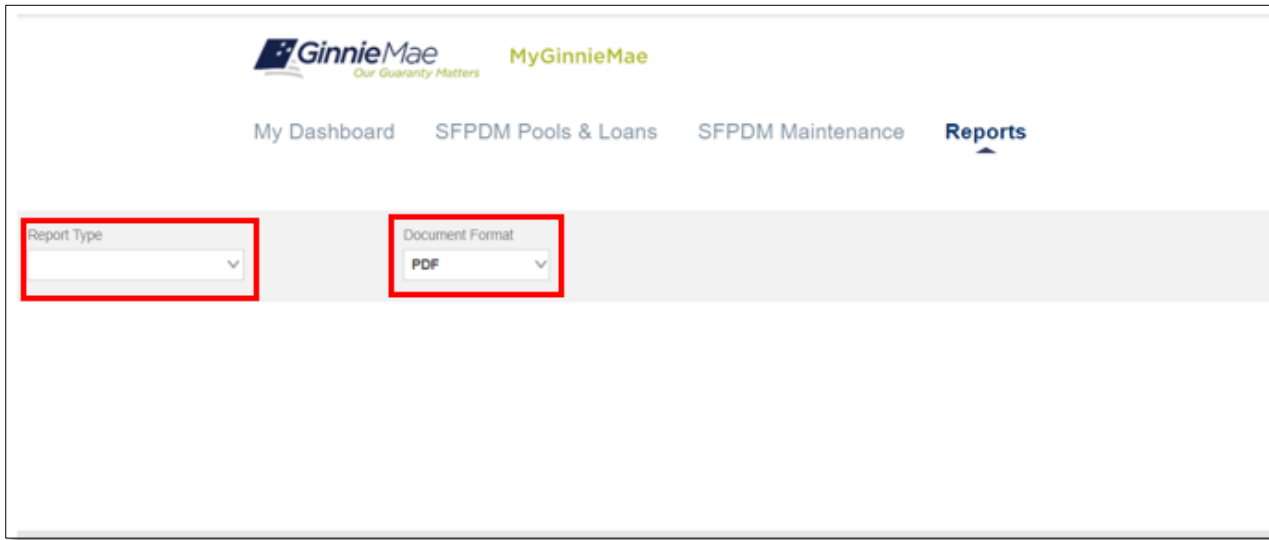 GinnieMae MyGinnieMae
Our Guaranty Matters
My Dashboard SFPDM Pools & Loans SFPDM Maintenance Reports
Report Type Document Format
PDF